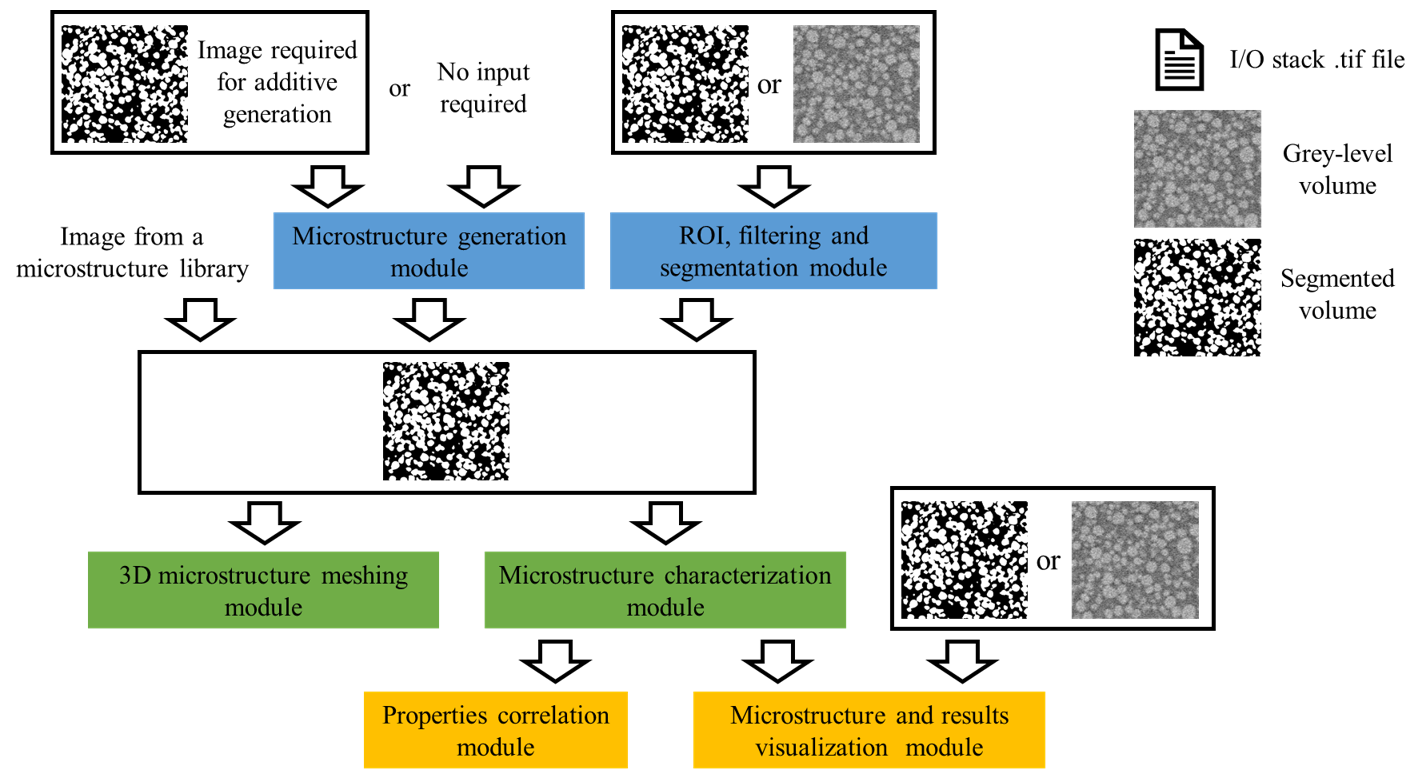 Image required
for additive
generation
or
No input
required
or
I/O stack .tif file
Grey-level
volume
Segmented
volume
Image from a
microstructure library
Microstructure generation
module
ROI, filtering and
segmentation module
3D microstructure meshing
module
Microstructure characterization
module
or
Properties correlation
module
Microstructure and results
visualization module